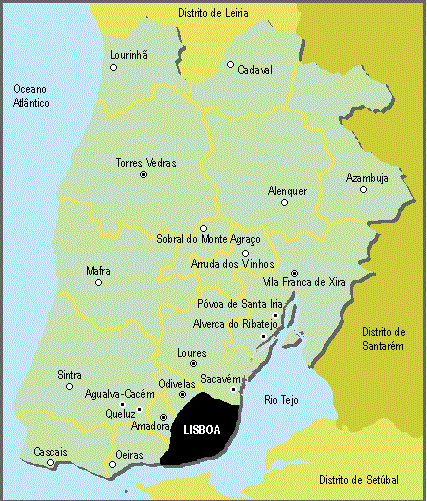 Distrito de Leiria
Lourinhã
Cadaval
Oceano
Atlântico
Torres Vedras
Azambuja
Alenquer
Sobral do Monte Agraço
Arruda dos Vinhos
Mafra
Vila Franca de Xira
Póvoa de Santa Iria
Alverca do Ribatejo
Distrito de
Santarém
Loures
Sintra
Sacavém
Agualva-Cacém
Odivelas
Rio Tejo
Queluz
Amadora
LISBOA
Cascais
Oeiras
Distrito de Setúbal